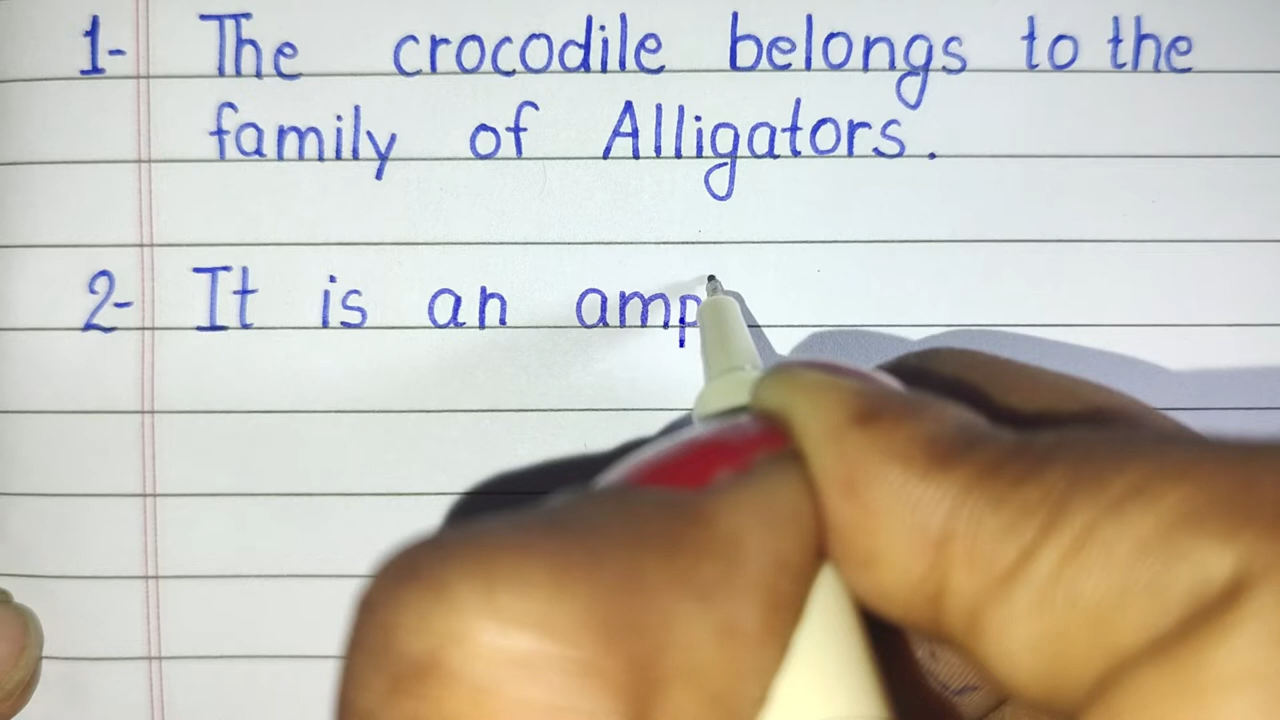 1- The crocodile belongs to the
family of Alligators.
2- It is an amp